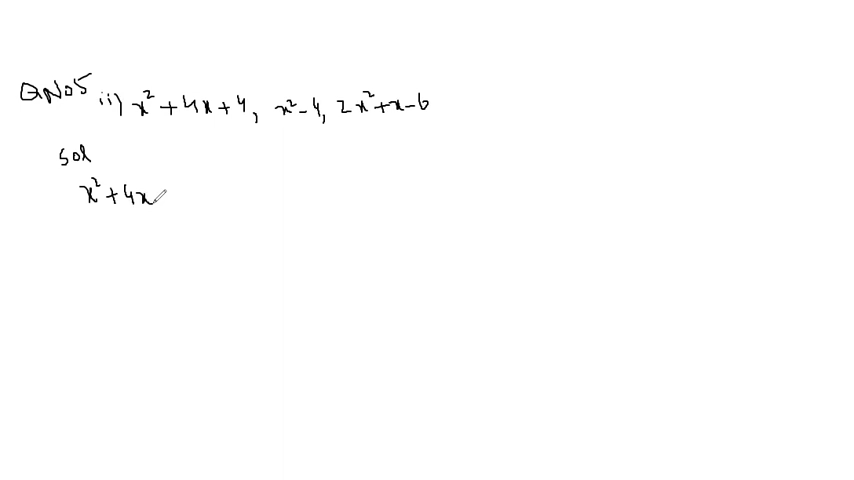 QNo5 ii) x² + 4x + 4, x² - 4, 2x² + x - 6
Sol
x² + 4x